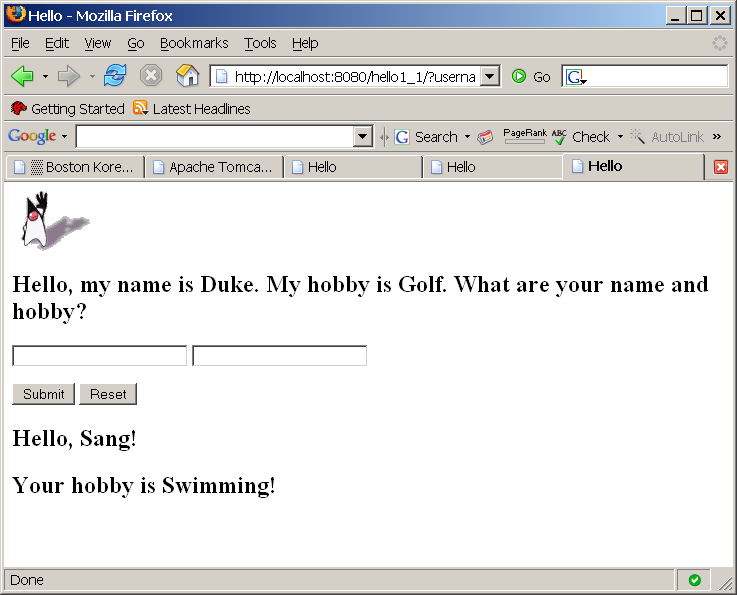 Hello - Mozilla Firefox
File Edit View Go Bookmarks Tools Help
http://localhost:8080/hello1_1/?userna Go G
Getting Started Latest Headlines
Google G Search PageRank ABC Check AutoLink »
Boston Kore... Apache Tomca... Hello Hello Hello
Hello, my name is Duke. My hobby is Golf. What are your name and
hobby?
Submit Reset
Hello, Sang!
Your hobby is Swimming!
Done